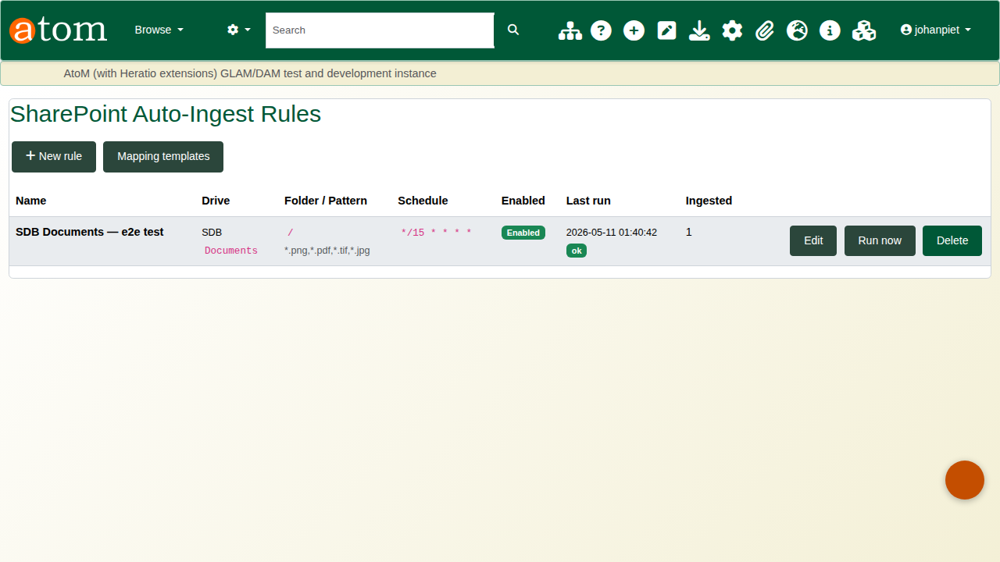 atom Browse Search johanpiet
AtoM (with Heratio extensions) GLAM/DAM test and development instance
SharePoint Auto-Ingest Rules
+ New rule Mapping templates
Name Drive Folder / Pattern Schedule Enabled Last run Ingested
SDB Documents — e2e test SDB / */15 * * * * Enabled 2026-05-11 01:40:42 1 Edit Run now Delete
Documents *.png,*.pdf,*.tif,*.jpg ok